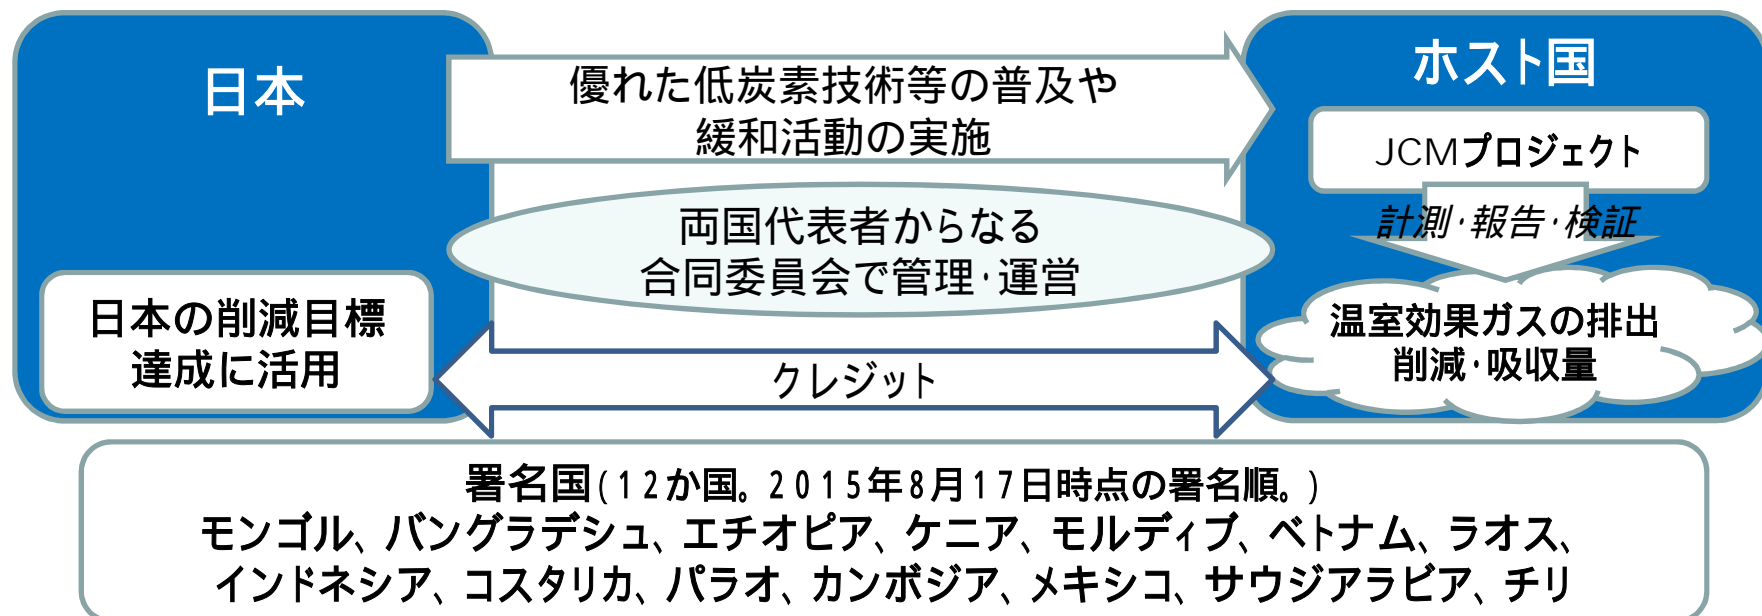 日本
優れた低炭素技術等の普及や
緩和活動の実施
ホスト国
JCMプロジェクト
計測・報告・検証
両国代表者からなる
合同委員会で管理・運営
日本の削減目標
達成に活用
クレジット
温室効果ガスの排出
削減・吸収量
署名国(12か国。2015年8月17日時点の署名順。)
モンゴル、バングラデシュ、エチオピア、ケニア、モルディブ、ベトナム、ラオス、
インドネシア、コスタリカ、パラオ、カンボジア、メキシコ、サウジアラビア、チリ